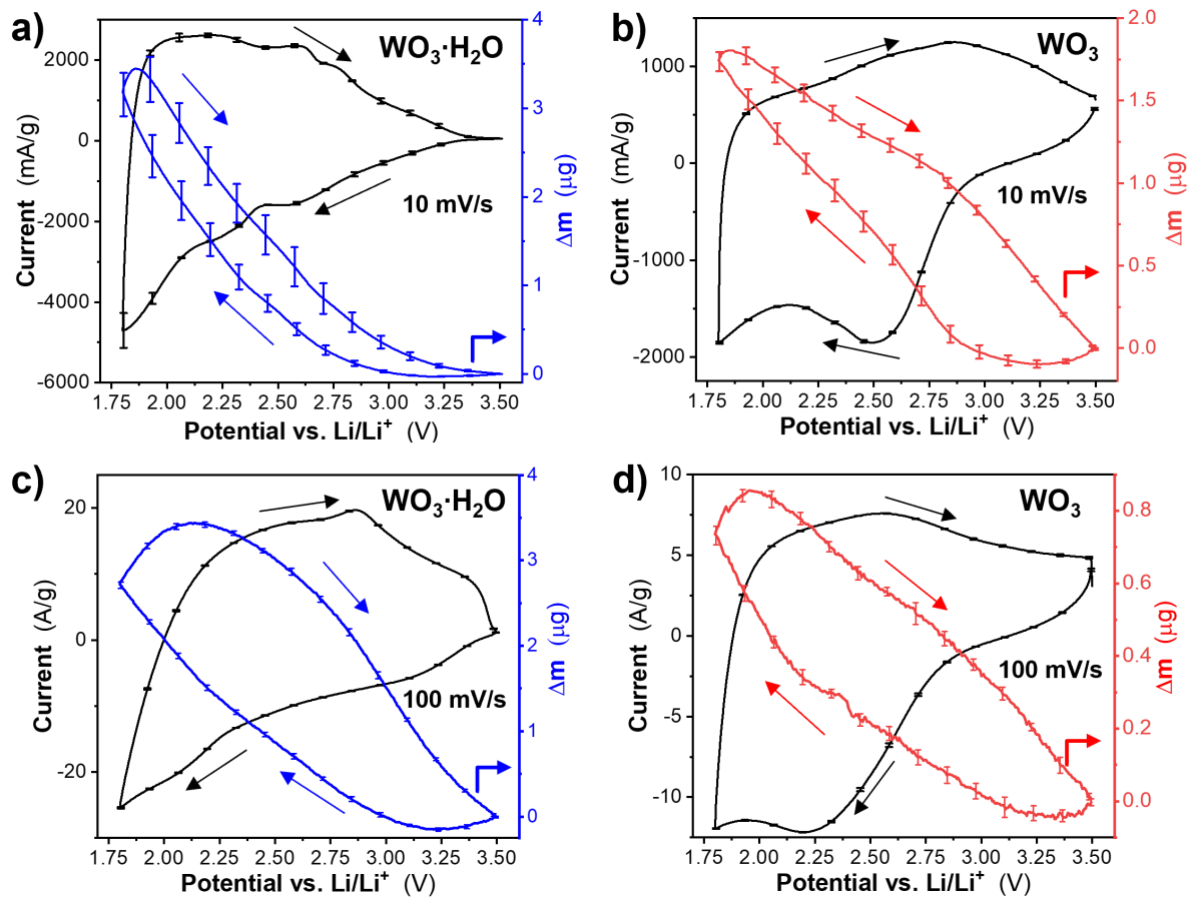 a)
WO₃·H₂O
10 mV/s
2000
0
-2000
-4000
-6000
Current (mA/g)
4
3
2
1
0
Δm (μg)
1.75 2.00 2.25 2.50 2.75 3.00 3.25 3.50
Potential vs. Li/Li⁺ (V)
b)
WO₃
10 mV/s
1000
0
-1000
-2000
Current (mA/g)
2.0
1.5
1.0
0.5
0.0
Δm (μg)
1.75 2.00 2.25 2.50 2.75 3.00 3.25 3.50
Potential vs. Li/Li⁺ (V)
c)
WO₃·H₂O
100 mV/s
20
0
-20
Current (A/g)
4
3
2
1
0
Δm (μg)
1.75 2.00 2.25 2.50 2.75 3.00 3.25 3.50
Potential vs. Li/Li⁺ (V)
d)
WO₃
100 mV/s
10
5
0
-5
-10
Current (A/g)
0.8
0.6
0.4
0.2
0.0
Δm (μg)
1.75 2.00 2.25 2.50 2.75 3.00 3.25 3.50
Potential vs. Li/Li⁺ (V)